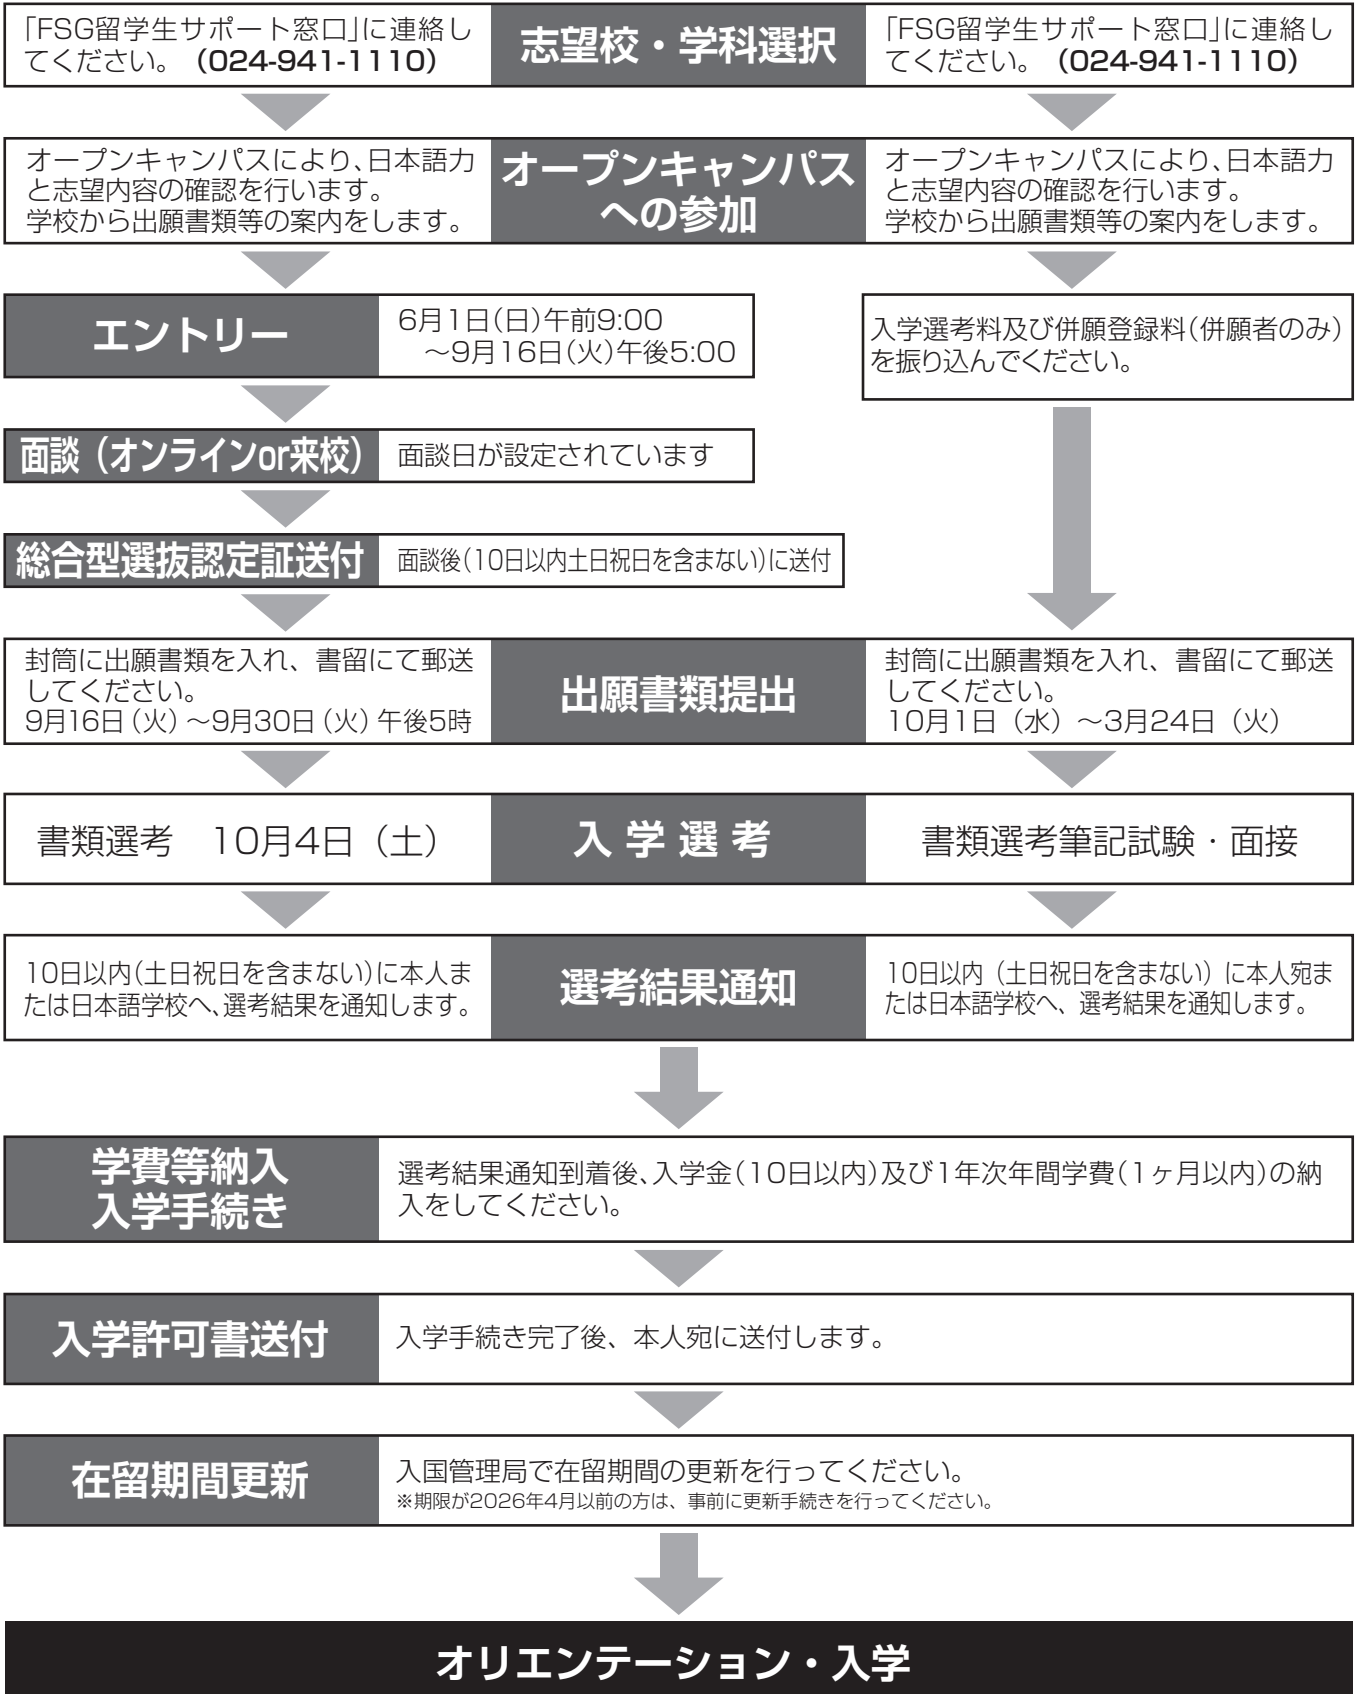 「FSG留学生サポート窓口」に連絡し
てください。（024-941-1110）
志望校・学科選択
「FSG留学生サポート窓口」に連絡し
てください。（024-941-1110）
オープンキャンパスにより、日本語力
と志望内容の確認を行います。
学校から出願書類等の案内をします。
オープンキャンパス
への参加
オープンキャンパスにより、日本語力
と志望内容の確認を行います。
学校から出願書類等の案内をします。
エントリー
6月1日（日）午前9:00
～9月16日（火）午後5:00
入学選考料及び併願登録料（併願者のみ）
を振り込んでください。
面談（オンラインor来校）
面談日が設定されています
総合型選抜認定証送付
面談後（10日以内土日祝日を含まない）に送付
封筒に出願書類を入れ、書留にて郵送
してください。
9月16日（火）～9月30日（火）午後5時
出願書類提出
封筒に出願書類を入れ、書留にて郵送
してください。
10月1日（水）～3月24日（火）
書類選考　10月4日（土）
入 学 選 考
書類選考筆記試験・面接
10日以内（土日祝日を含まない）に本人ま
たは日本語学校へ、選考結果を通知します。
選考結果通知
10日以内（土日祝日を含まない）に本人宛ま
たは日本語学校へ、選考結果を通知します。
学費等納入
入学手続き
選考結果通知到着後、入学金（10日以内）及び1年次年間学費（1ヶ月以内）の納
入をしてください。
入学許可書送付
入学手続き完了後、本人宛に送付します。
在留期間更新
入国管理局で在留期間の更新を行ってください。
※期限が2026年4月以前の方は、事前に更新手続きを行ってください。
オリエンテーション・入学